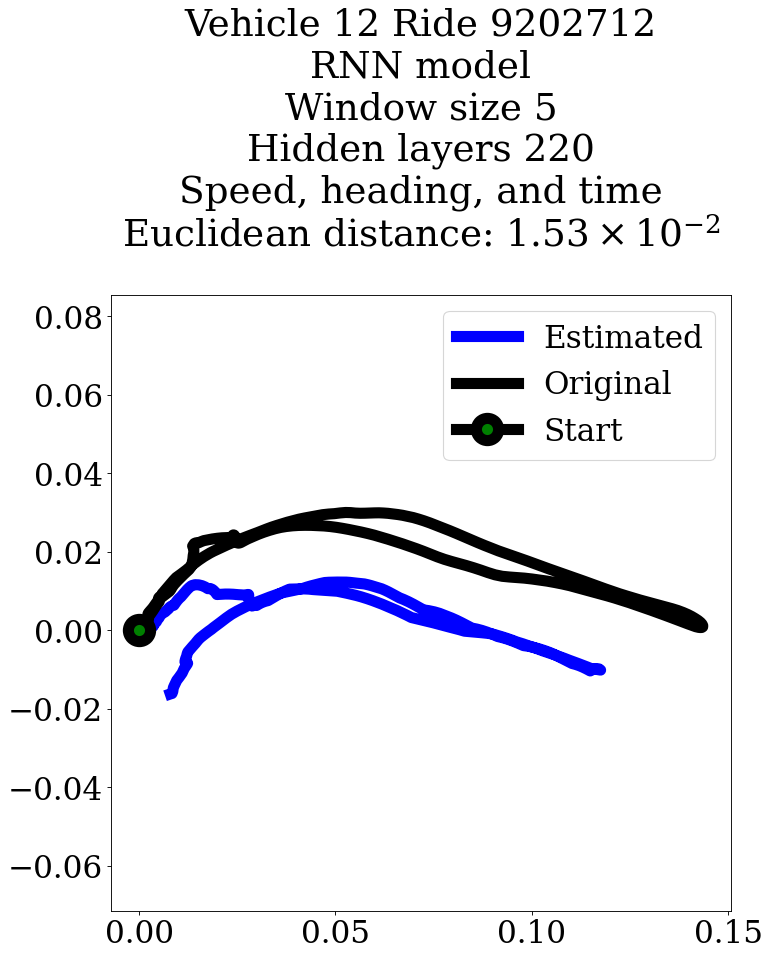 Vehicle 12 Ride 9202712
RNN model
Window size 5
Hidden layers 220
Speed, heading, and time
Euclidean distance: 1.53 × 10⁻²
Estimated
Original
Start
0.08
0.06
0.04
0.02
0.00
−0.02
−0.04
−0.06
0.00 0.05 0.10 0.15